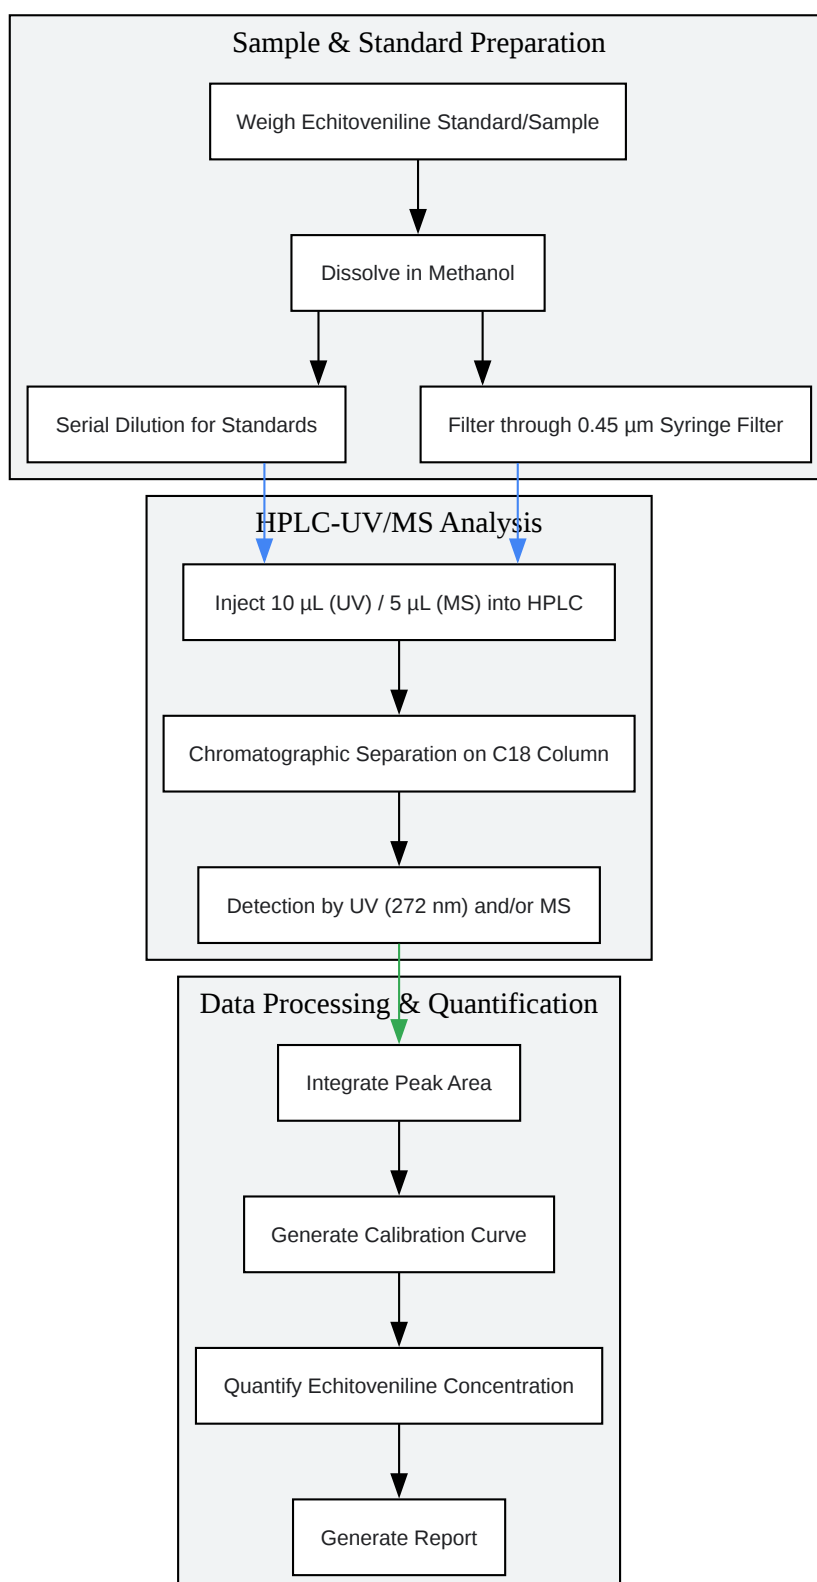 Sample & Standard Preparation
Weigh Echitoveniline Standard/Sample
Dissolve in Methanol
Serial Dilution for Standards
Filter through 0.45 µm Syringe Filter
HPLC-UV/MS Analysis
Inject 10 µL (UV) / 5 µL (MS) into HPLC
Chromatographic Separation on C18 Column
Detection by UV (272 nm) and/or MS
Data Processing & Quantification
Integrate Peak Area
Generate Calibration Curve
Quantify Echitoveniline Concentration
Generate Report